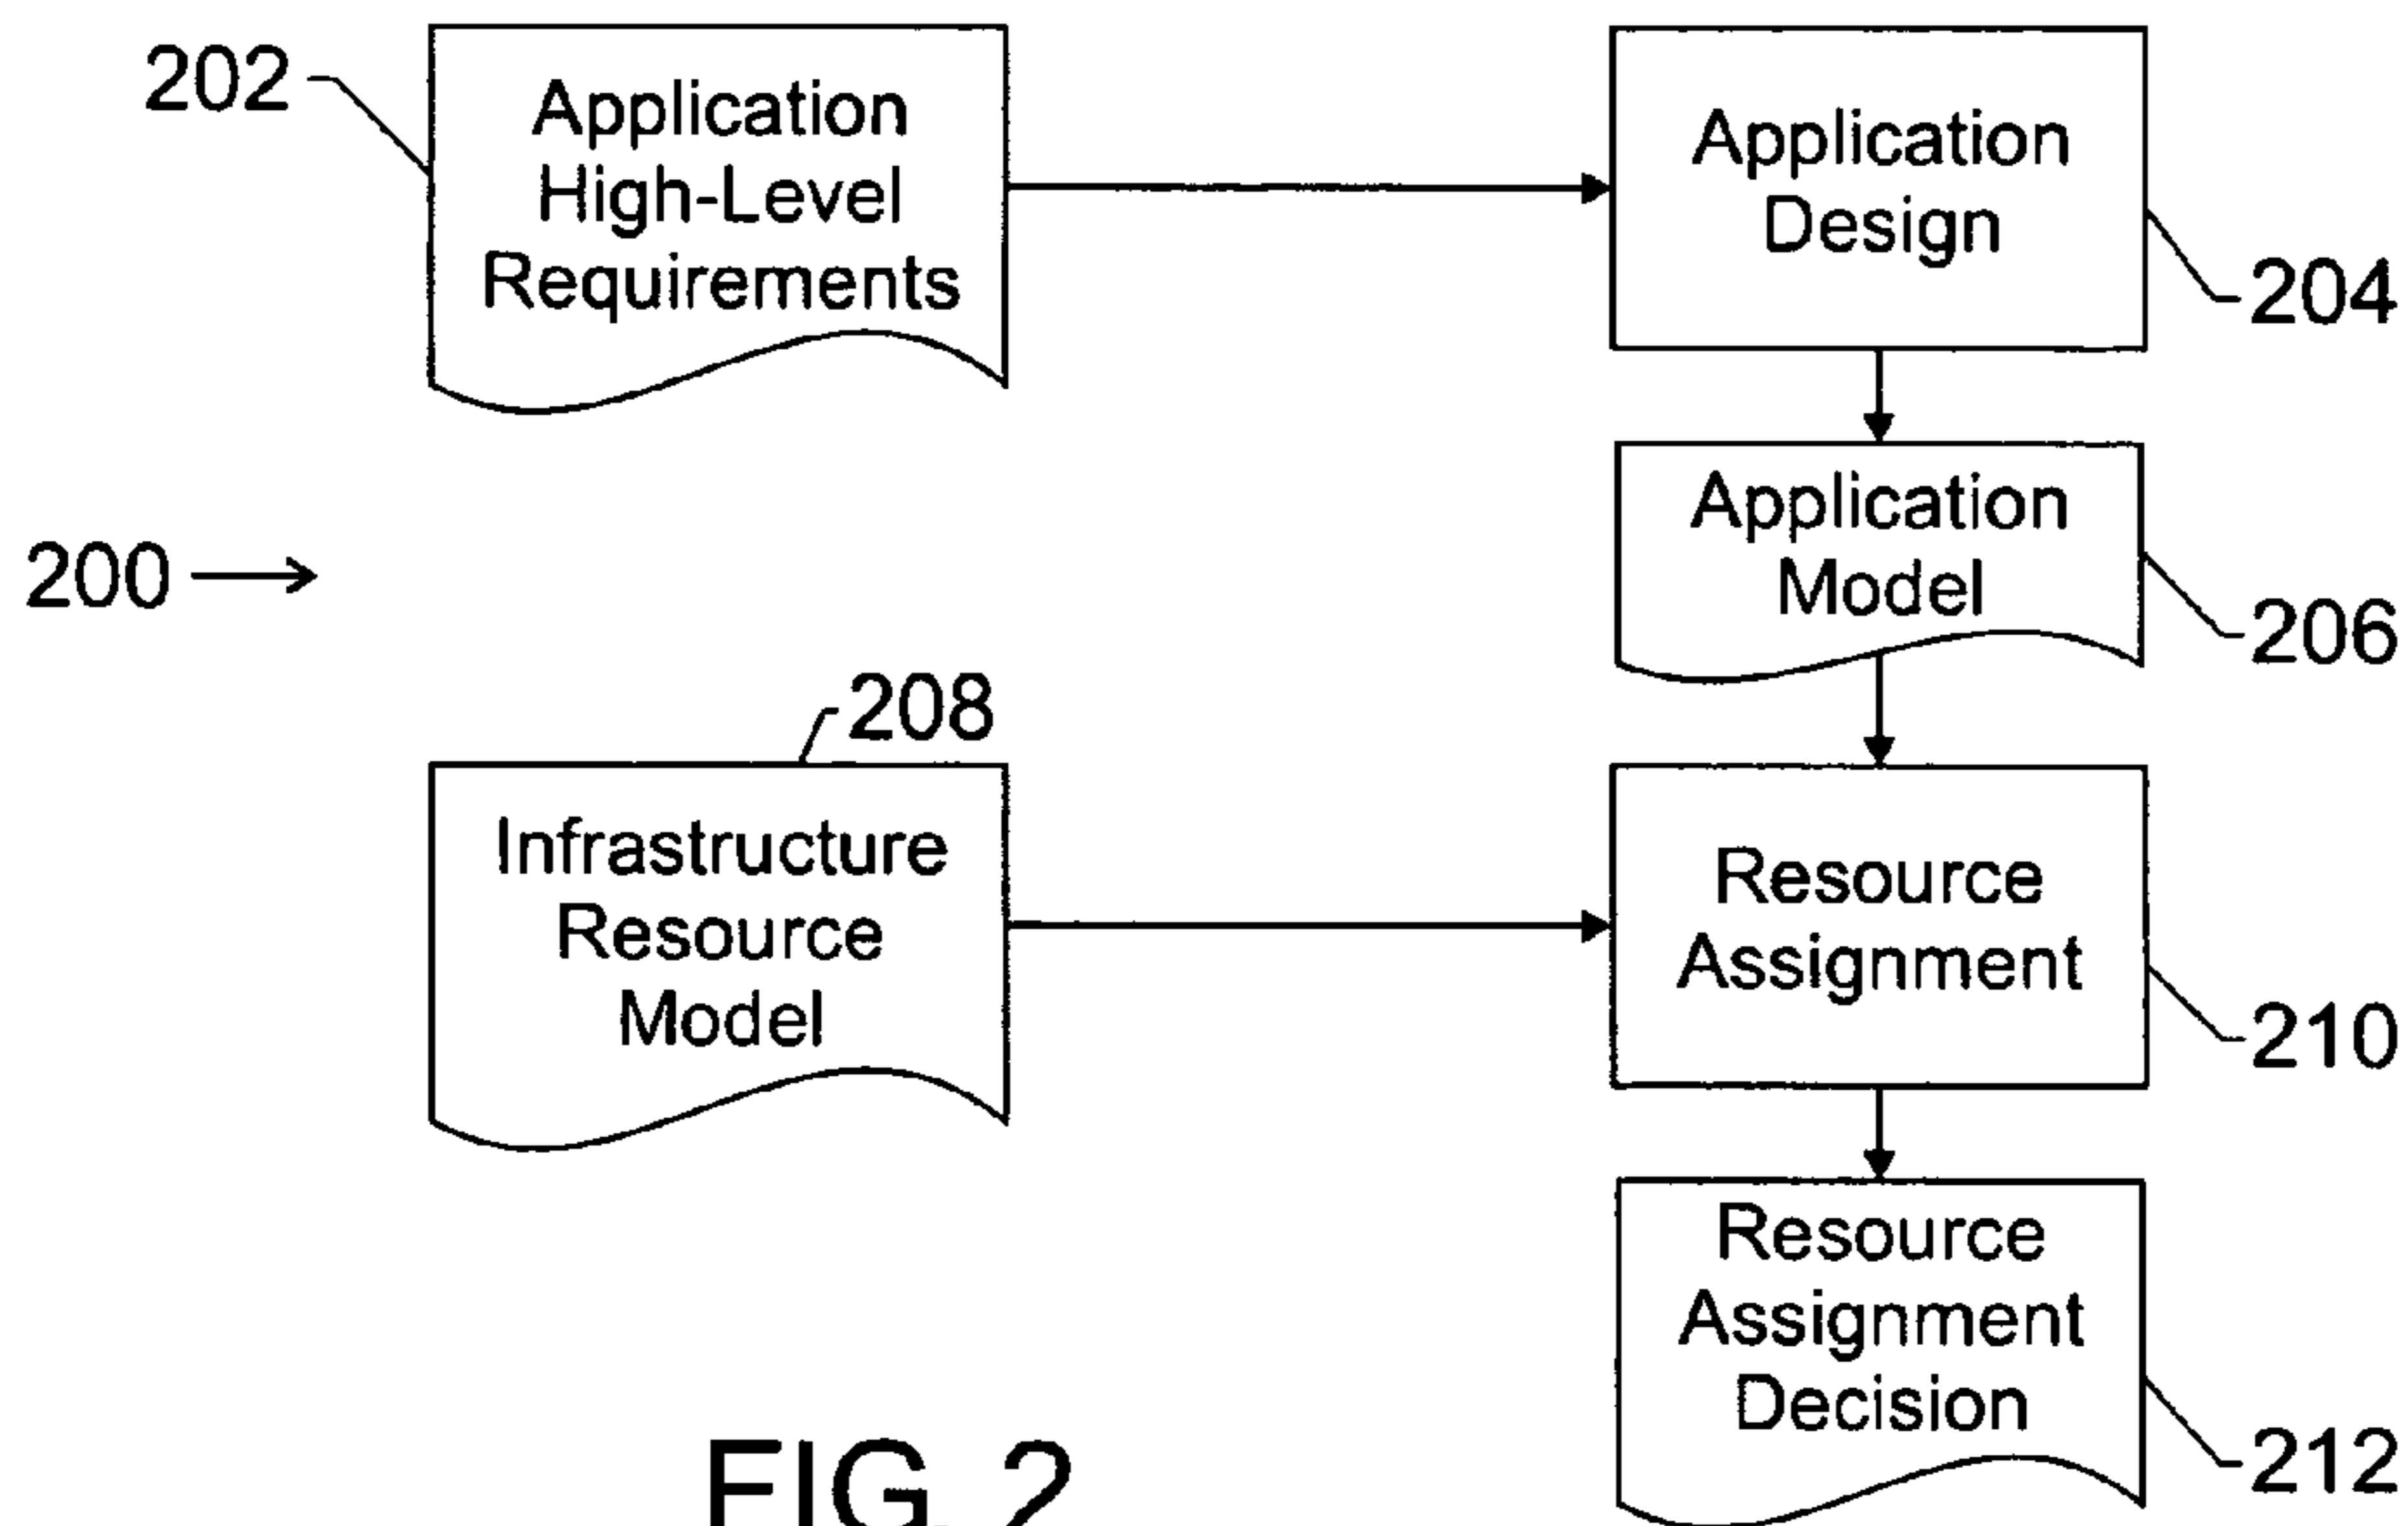 202
Application
High-Level
Requirements
Application
Design
204
Application
Model
206
200
208
Infrastructure
Resource
Model
Resource
Assignment
210
Resource
Assignment
Decision
212
FIG. 2